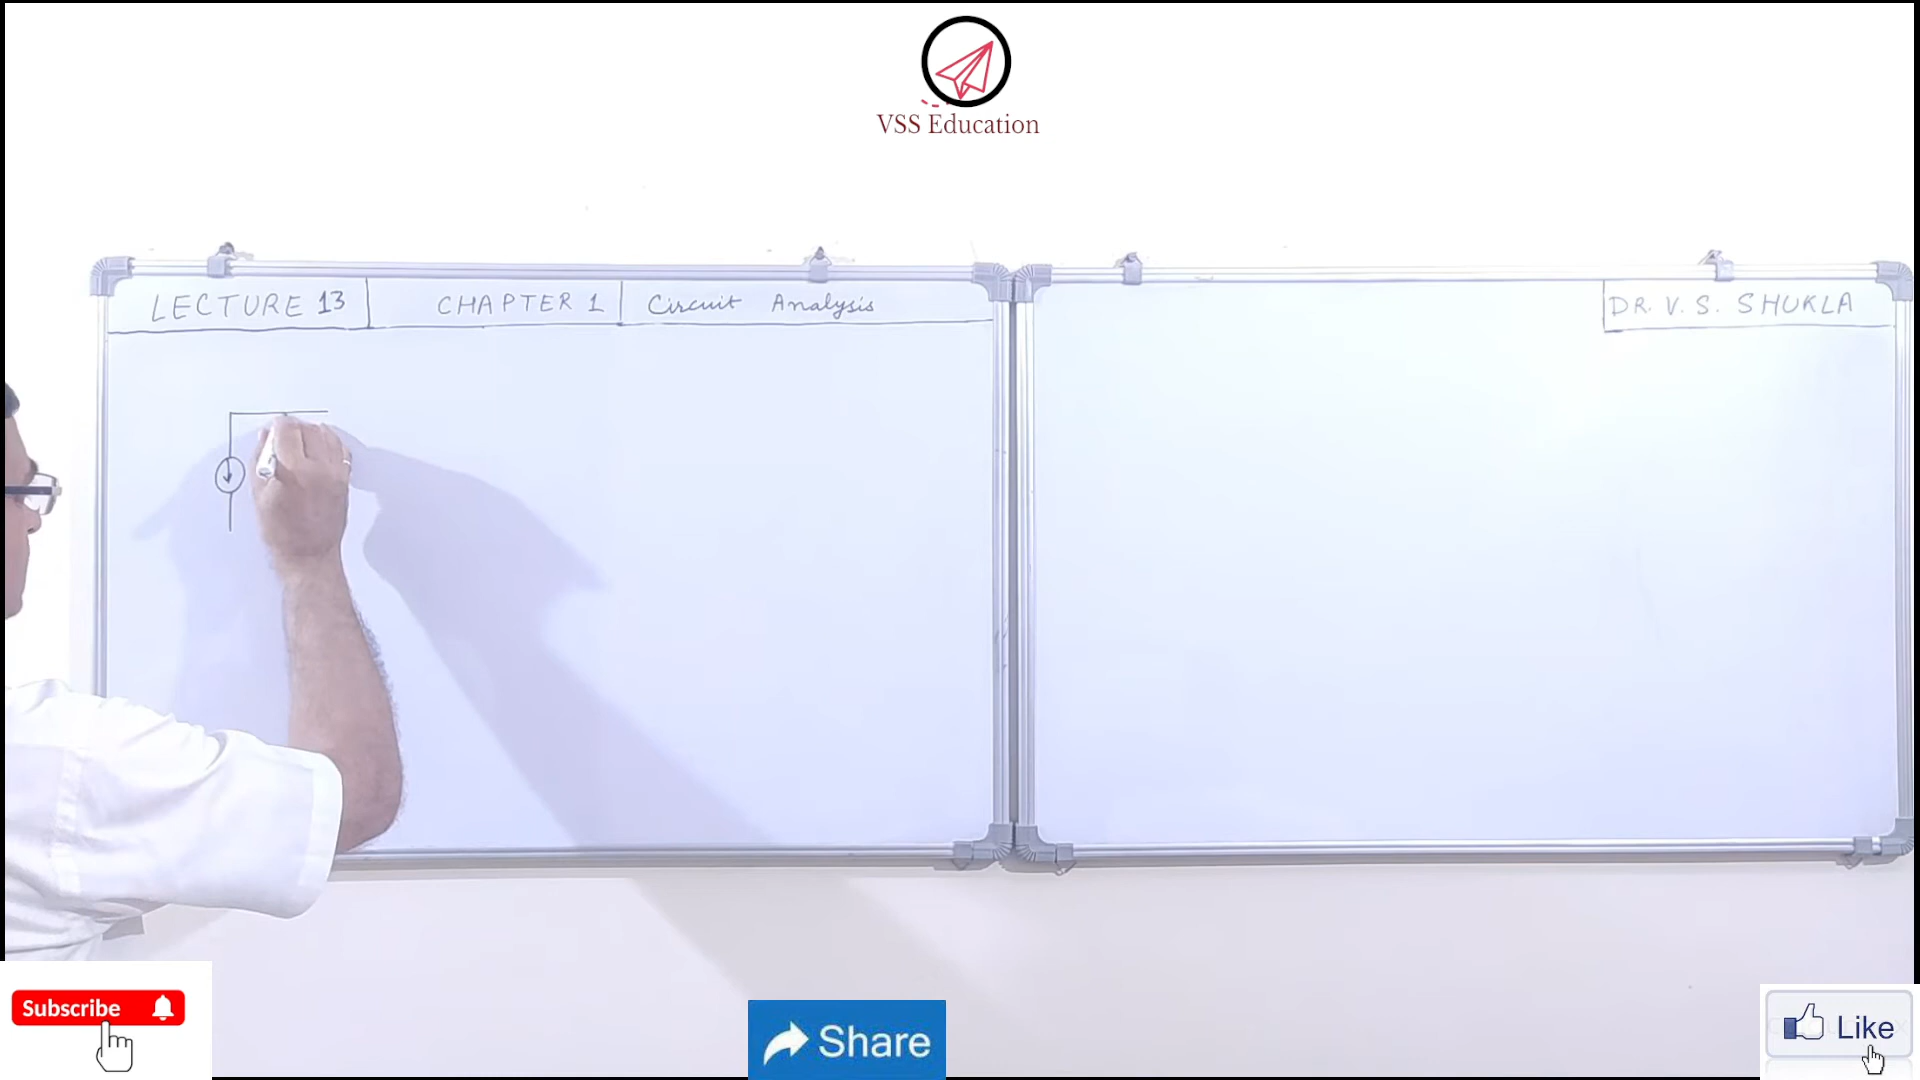 VSS Education
LECTURE 13 CHAPTER 1 Circuit Analysis
DR. V. S. SHUKLA
Subscribe
Share
Like